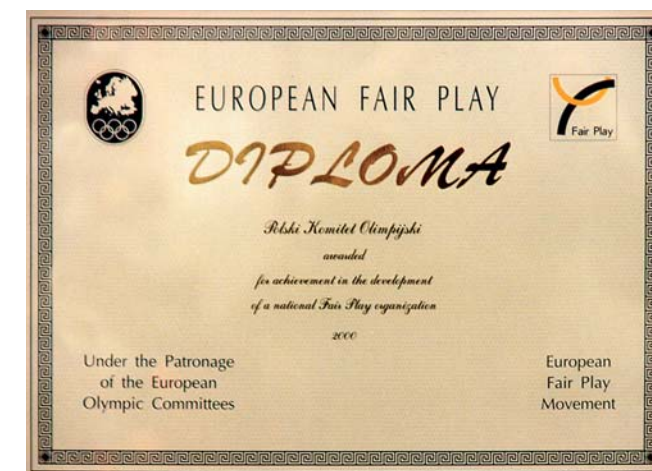 EUROPEAN FAIR PLAY
Fair Play
DIPLOMA
Polski Komitet Olimpijski
awarded
for achievement in the development
of a national Fair Play organization
2000
Under the Patronage
of the European
Olympic Committees
European
Fair Play
Movement